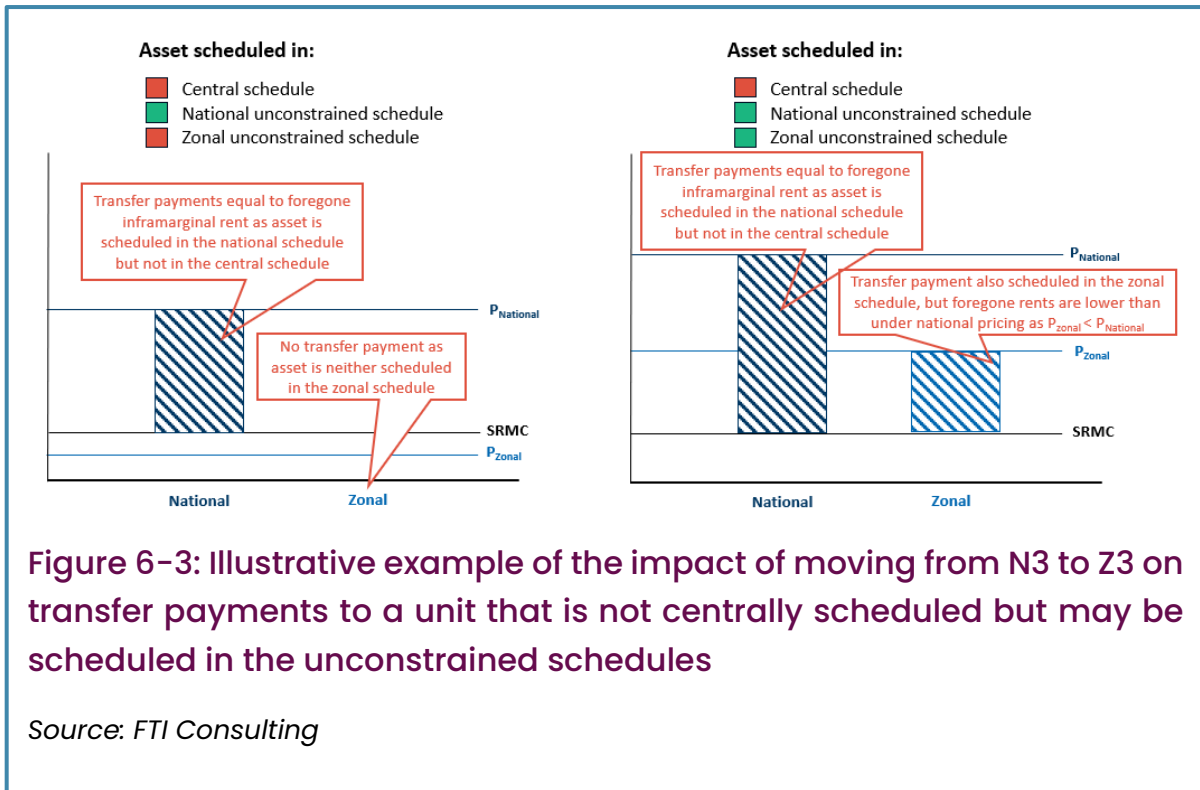 Asset scheduled in:
Central schedule
National unconstrained schedule
Zonal unconstrained schedule
Transfer payments equal to foregone
inframarginal rent as asset is
scheduled in the national schedule
but not in the central schedule
P National
No transfer payment as
asset is neither scheduled
in the zonal schedule
SRMC
P Zonal
National
Zonal
Asset scheduled in:
Central schedule
National unconstrained schedule
Zonal unconstrained schedule
Transfer payments equal to foregone
inframarginal rent as asset is
scheduled in the national schedule
but not in the central schedule
P National
Transfer payment also scheduled in the zonal
schedule, but foregone rents are lower than
under national pricing as P zonal < P National
P Zonal
SRMC
National
Zonal
Figure 6-3: Illustrative example of the impact of moving from N3 to Z3 on
transfer payments to a unit that is not centrally scheduled but may be
scheduled in the unconstrained schedules
Source: FTI Consulting